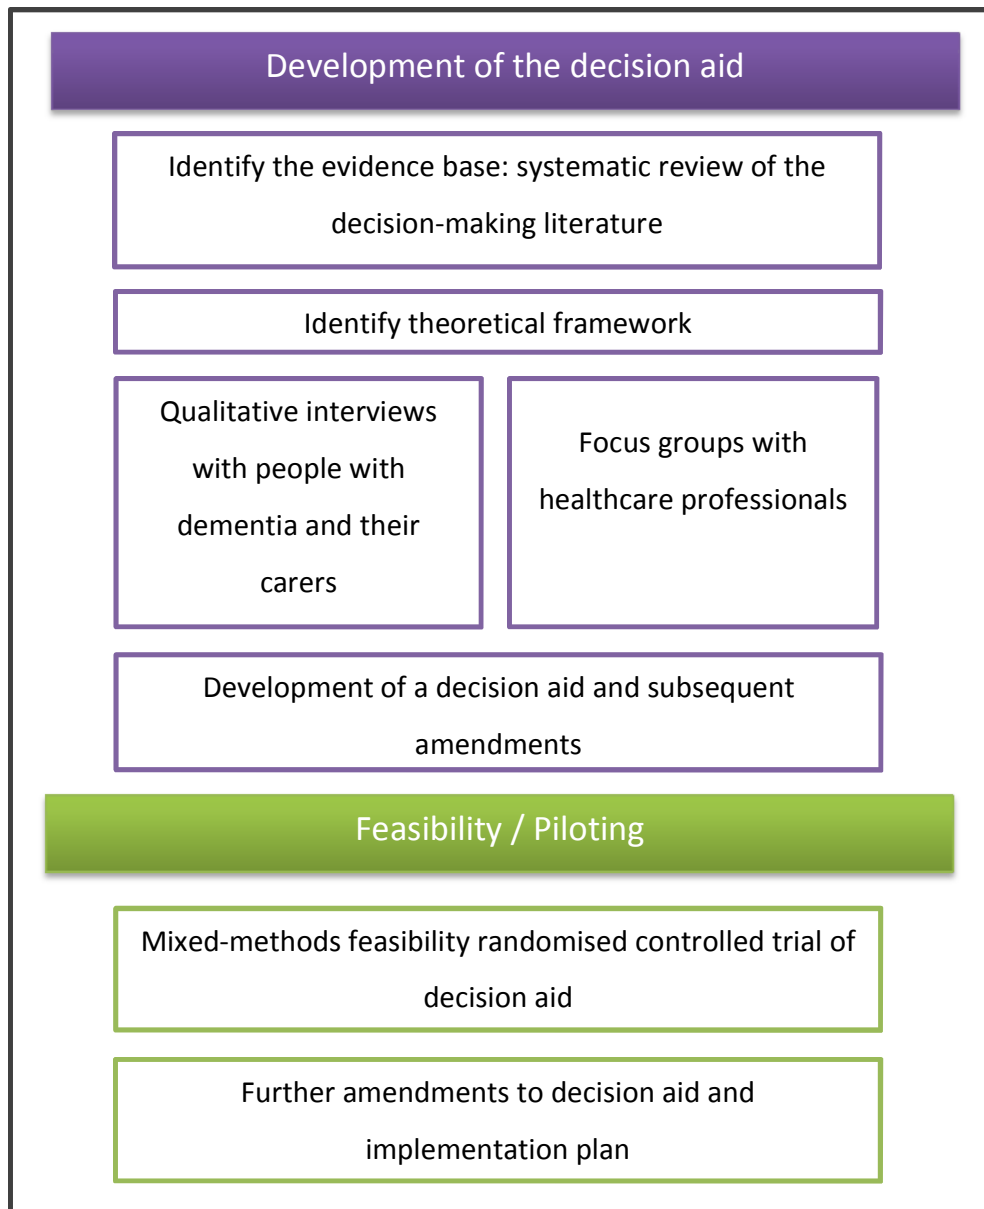 Development of the decision aid
Identify the evidence base: systematic review of the
decision-making literature
Identify theoretical framework
Qualitative interviews
with people with
dementia and their
carers
Focus groups with
healthcare professionals
Development of a decision aid and subsequent
amendments
Feasibility / Piloting
Mixed-methods feasibility randomised controlled trial of
decision aid
Further amendments to decision aid and
implementation plan